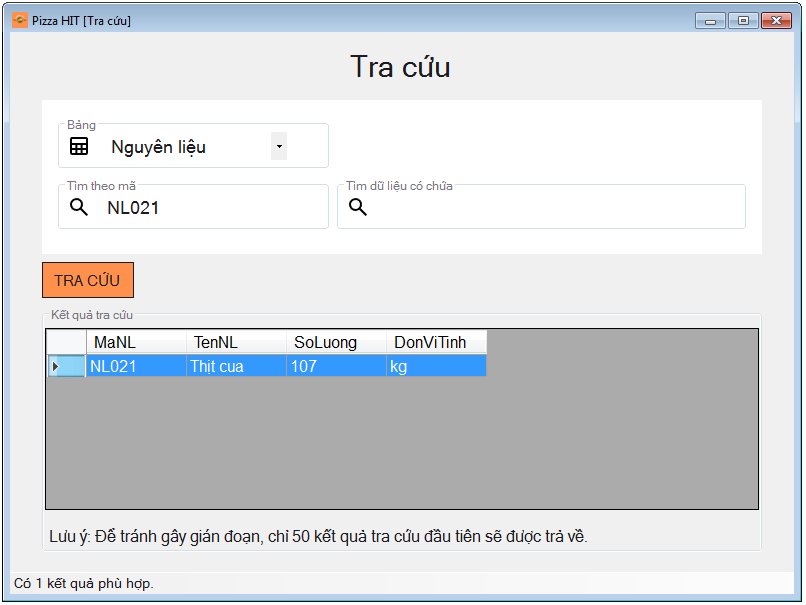 Pizza HIT [Tra cứu]
Tra cứu
Bảng
Nguyên liệu
Tìm theo mã
NL021
Tìm dữ liệu có chứa
TRA CỨU
Kết quả tra cứu
MaNL TenNL SoLuong DonViTinh
NL021 Thịt cua 107 kg
Lưu ý: Để tránh gây gián đoạn, chỉ 50 kết quả tra cứu đầu tiên sẽ được trả về.
Có 1 kết quả phù hợp.